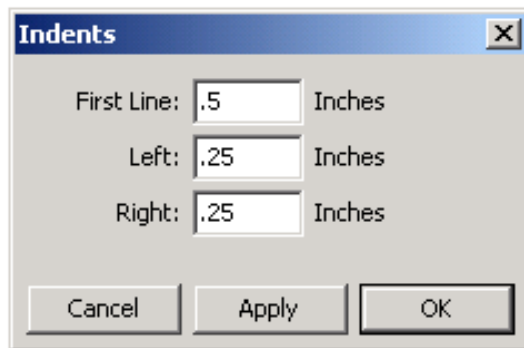 Indents
First Line: .5 Inches
Left: .25 Inches
Right: .25 Inches
Cancel Apply OK